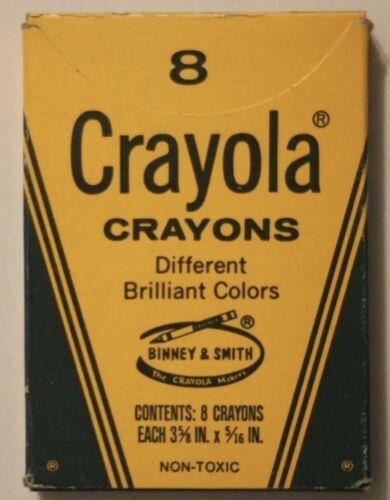 8
Crayola®
CRAYONS
Different
Brilliant Colors
®
BINNEY & SMITH
The CRAYOLA Makers
CONTENTS: 8 CRAYONS
EACH 3⅝ IN. x 5/16 IN.
® NON-TOXIC ®